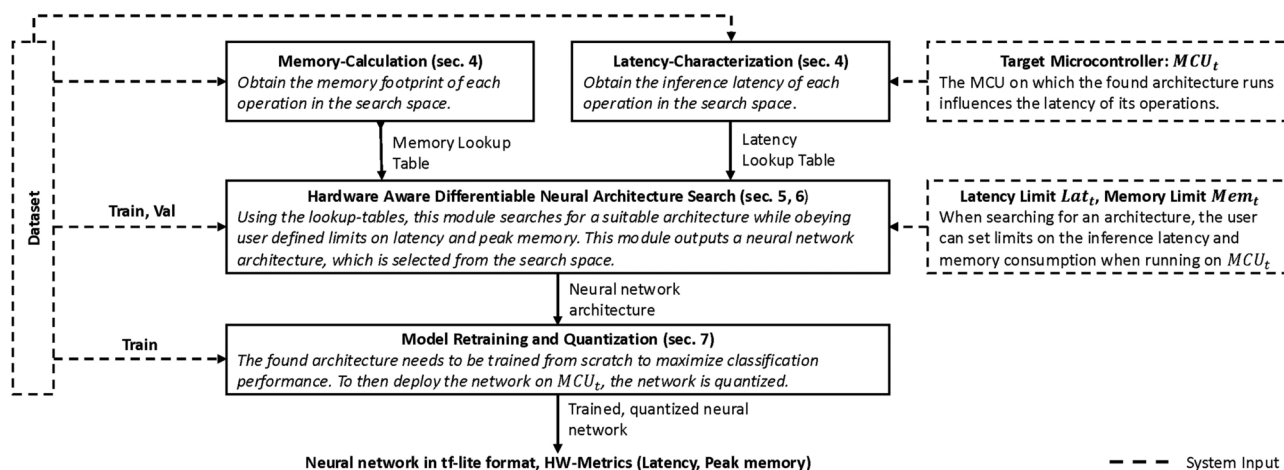 Dataset
Memory-Calculation (sec. 4)
Obtain the memory footprint of each
operation in the search space.
Latency-Characterization (sec. 4)
Obtain the inference latency of each
operation in the search space.
Target Microcontroller: MCUₜ
The MCU on which the found architecture runs
influences the latency of its operations.
Memory Lookup
Table
Latency
Lookup Table
Train, Val
Hardware Aware Differentiable Neural Architecture Search (sec. 5, 6)
Using the lookup-tables, this module searches for a suitable architecture while obeying
user defined limits on latency and peak memory. This module outputs a neural network
architecture, which is selected from the search space.
Latency Limit Latₜ, Memory Limit Memₜ
When searching for an architecture, the user
can set limits on the inference latency and
memory consumption when running on MCUₜ
Neural network
architecture
Train
Model Retraining and Quantization (sec. 7)
The found architecture needs to be trained from scratch to maximize classification
performance. To then deploy the network on MCUₜ, the network is quantized.
Trained, quantized neural
network
Neural network in tf-lite format, HW-Metrics (Latency, Peak memory)
System Input